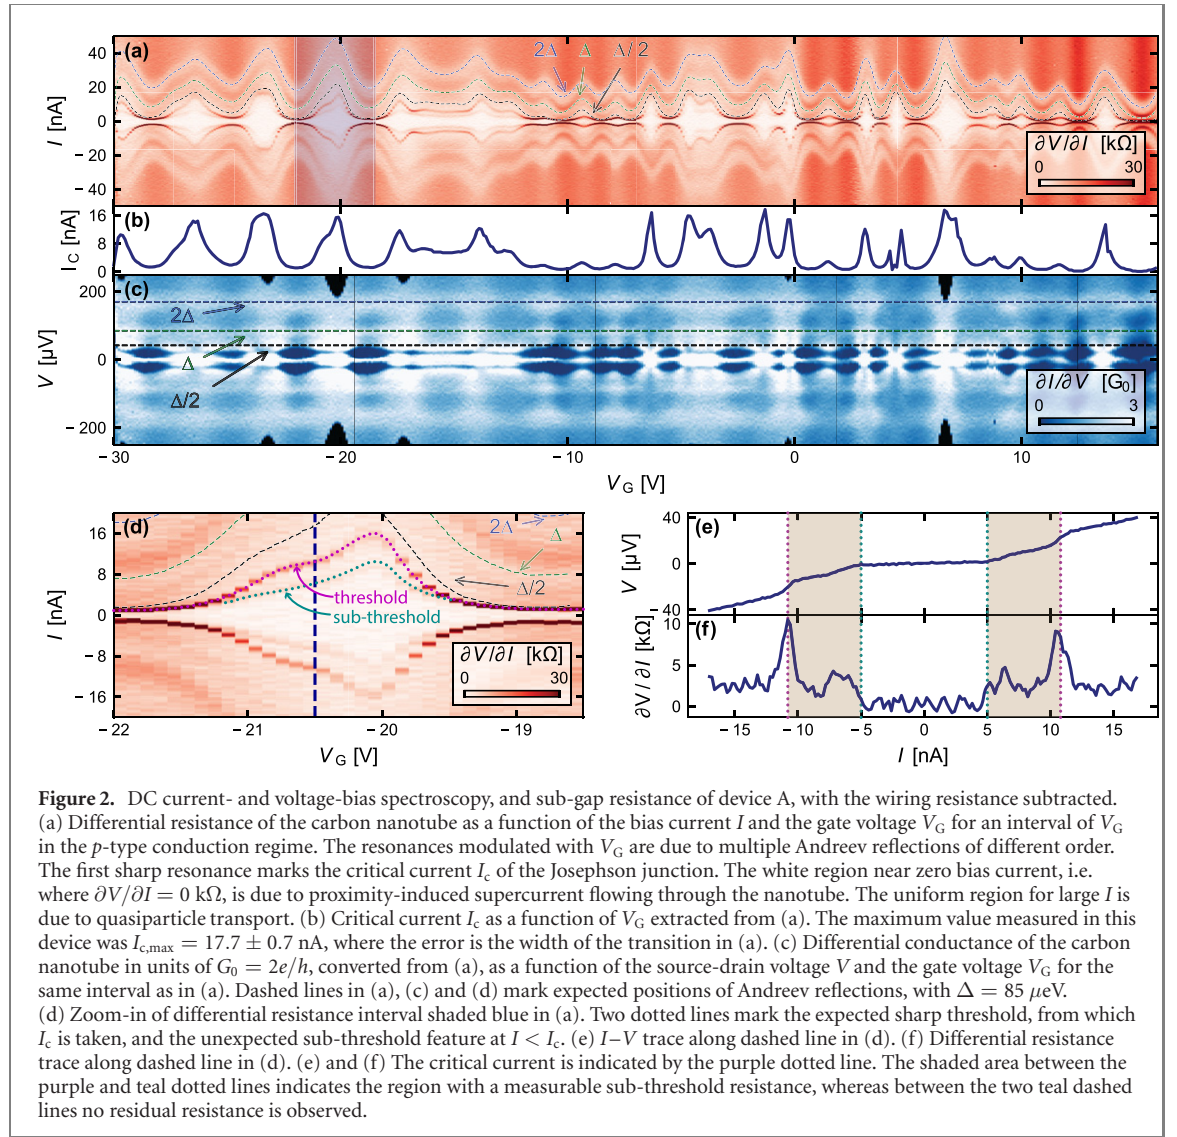 (a)
2Δ Δ Δ/2
40
20
0
−20
−40
I [nA]
∂V/∂I [kΩ]
0 30
(b)
16
8
0
I_C [nA]
(c)
200
0
−200
V [µV]
2Δ
Δ
Δ/2
∂I/∂V [G₀]
0 3
−30 −20 −10 0 10
V_G [V]
(d)
16
8
0
−8
−16
I [nA]
2Δ
Δ
Δ/2
threshold
sub-threshold
∂V/∂I [kΩ]
0 30
−22 −21 −20 −19
V_G [V]
(e)
40
0
40
V [µV]
(f)
10
5
0
∂V / ∂I [kΩ]
−15 −10 −5 0 5 10 15
I [nA]
Figure 2. DC current- and voltage-bias spectroscopy, and sub-gap resistance of device A, with the wiring resistance subtracted.
(a) Differential resistance of the carbon nanotube as a function of the bias current I and the gate voltage V_G for an interval of V_G
in the p-type conduction regime. The resonances modulated with V_G are due to multiple Andreev reflections of different order.
The first sharp resonance marks the critical current I_c of the Josephson junction. The white region near zero bias current, i.e.
where ∂V/∂I = 0 kΩ, is due to proximity-induced supercurrent flowing through the nanotube. The uniform region for large I is
due to quasiparticle transport. (b) Critical current I_c as a function of V_G extracted from (a). The maximum value measured in this
device was I_c,max = 17.7 ± 0.7 nA, where the error is the width of the transition in (a). (c) Differential conductance of the carbon
nanotube in units of G₀ = 2e/h, converted from (a), as a function of the source-drain voltage V and the gate voltage V_G for the
same interval as in (a). Dashed lines in (a), (c) and (d) mark expected positions of Andreev reflections, with Δ = 85 µeV.
(d) Zoom-in of differential resistance interval shaded blue in (a). Two dotted lines mark the expected sharp threshold, from which
I_c is taken, and the unexpected sub-threshold feature at I < I_c. (e) I–V trace along dashed line in (d). (f) Differential resistance
trace along dashed line in (d). (e) and (f) The critical current is indicated by the purple dotted line. The shaded area between the
purple and teal dotted lines indicates the region with a measurable sub-threshold resistance, whereas between the two teal dashed
lines no residual resistance is observed.